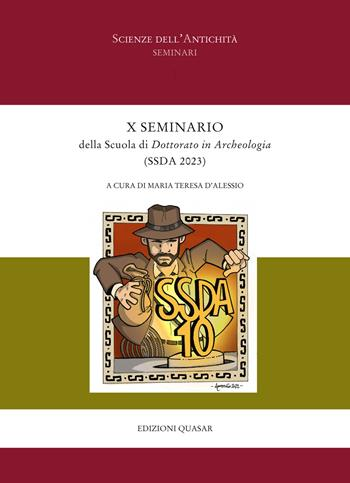 Scienze dell'Antichità
SEMINARI
X SEMINARIO
della Scuola di Dottorato in Archeologia
(SSDA 2023)
A CURA DI MARIA TERESA D'ALESSIO
SSDA
10
EDIZIONI QUASAR